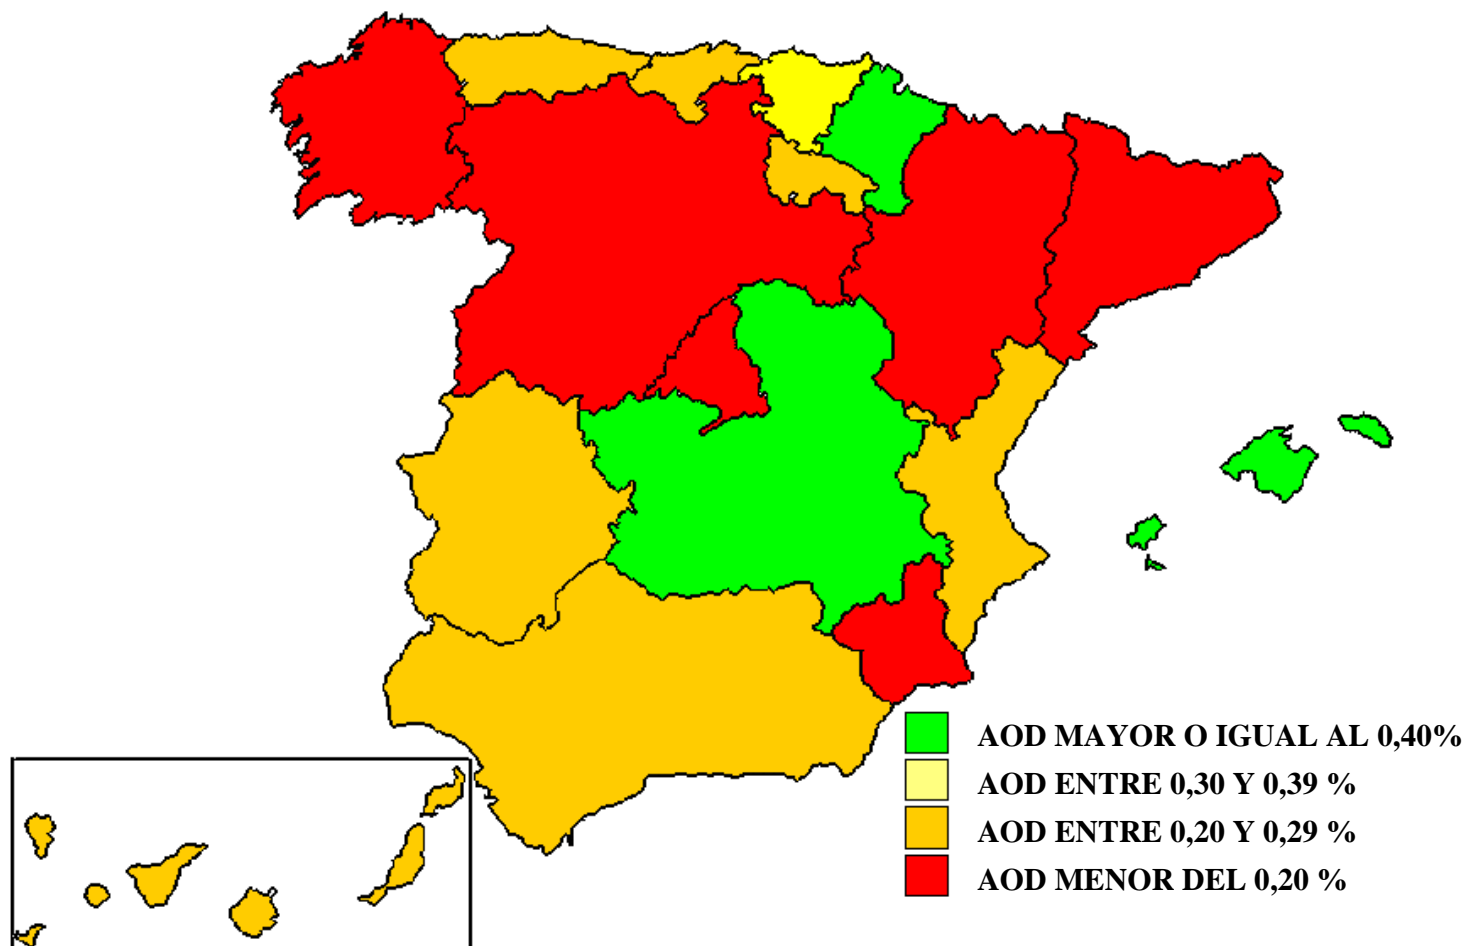 AOD MAYOR O IGUAL AL 0,40%
AOD ENTRE 0,30 Y 0,39 %
AOD ENTRE 0,20 Y 0,29 %
AOD MENOR DEL 0,20 %